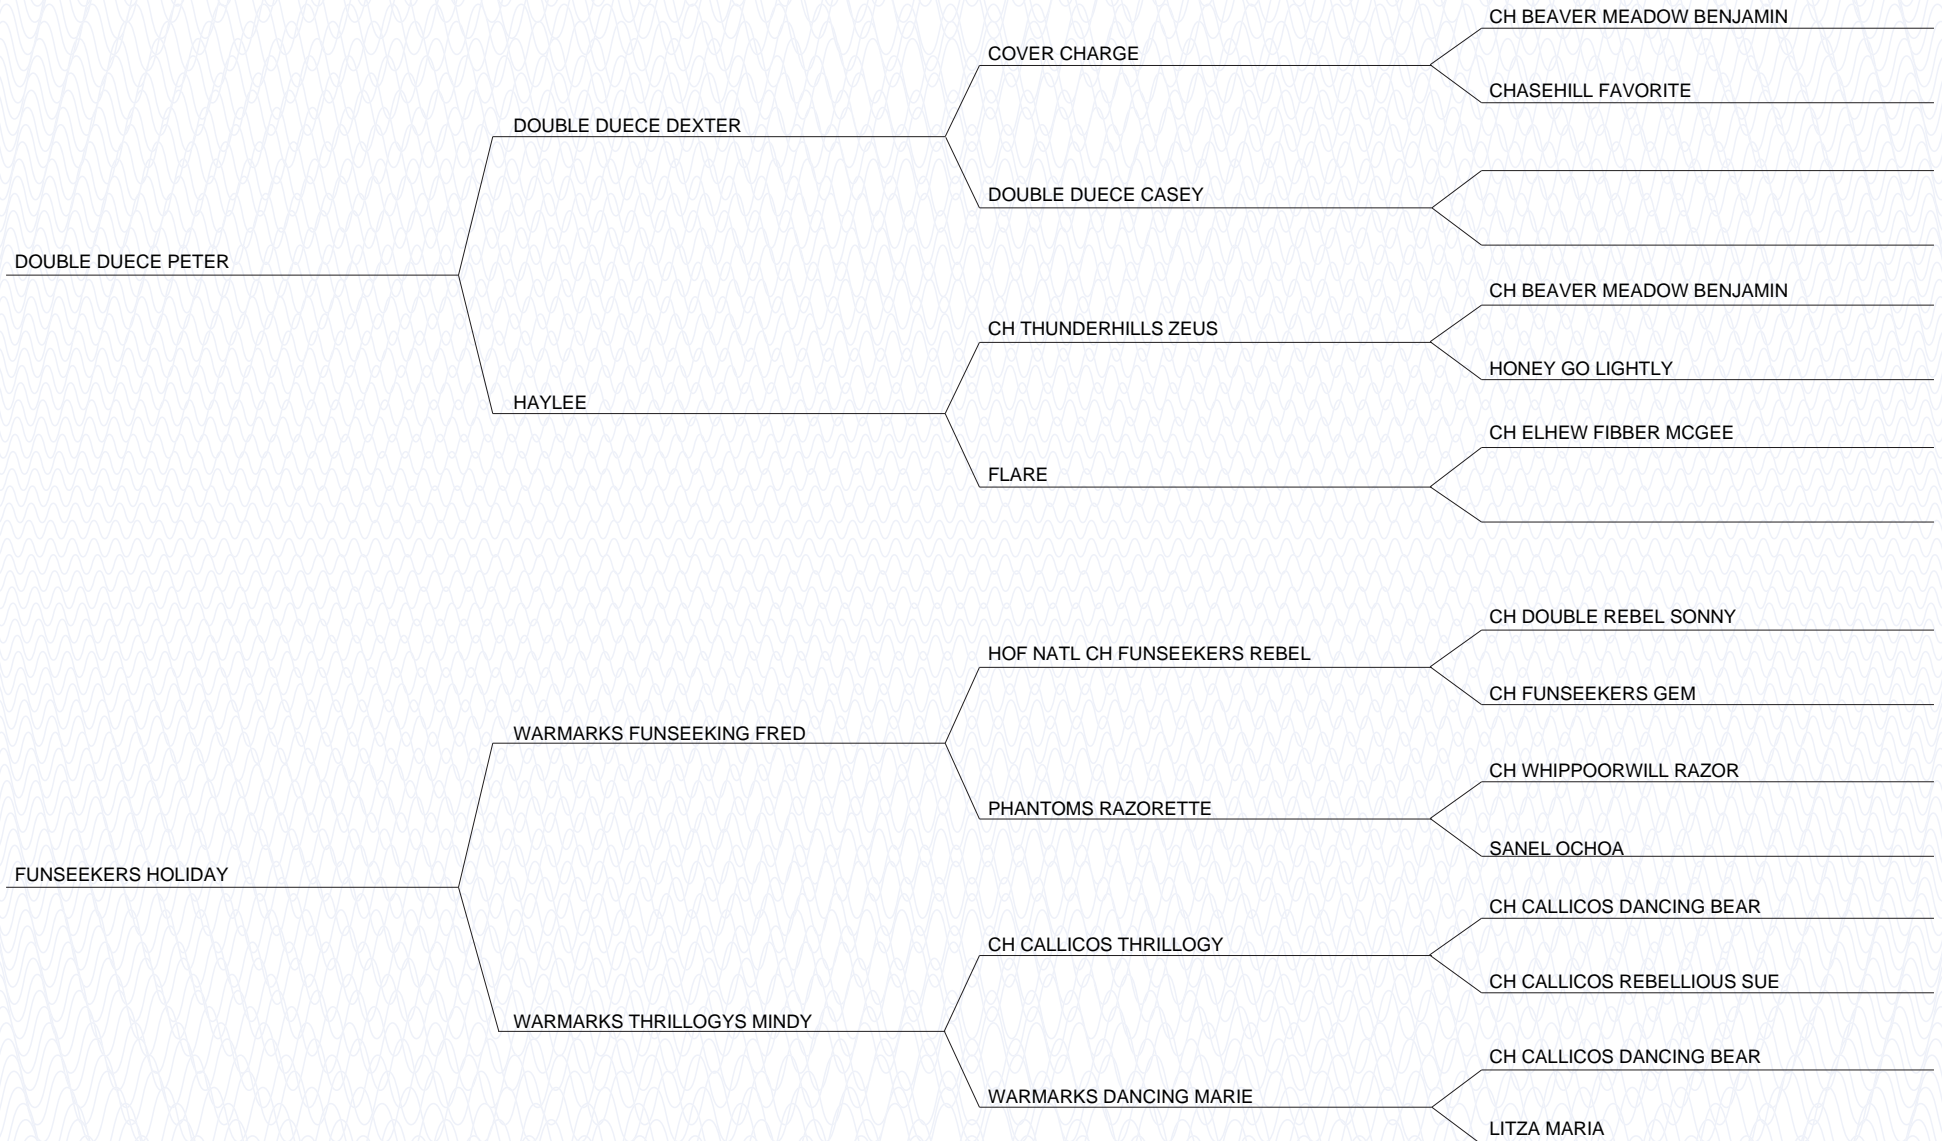 CH BEAVER MEADOW BENJAMIN
COVER CHARGE
CHASEHILL FAVORITE
DOUBLE DUECE DEXTER
DOUBLE DUECE CASEY
DOUBLE DUECE PETER
CH BEAVER MEADOW BENJAMIN
CH THUNDERHILLS ZEUS
HONEY GO LIGHTLY
HAYLEE
CH ELHEW FIBBER MCGEE
FLARE
CH DOUBLE REBEL SONNY
HOF NATL CH FUNSEEKERS REBEL
CH FUNSEEKERS GEM
WARMARKS FUNSEEKING FRED
CH WHIPPOORWILL RAZOR
PHANTOMS RAZORETTE
SANEL OCHOA
FUNSEEKERS HOLIDAY
CH CALLICOS DANCING BEAR
CH CALLICOS THRILLOGY
CH CALLICOS REBELLIOUS SUE
WARMARKS THRILLOGYS MINDY
CH CALLICOS DANCING BEAR
WARMARKS DANCING MARIE
LITZA MARIA